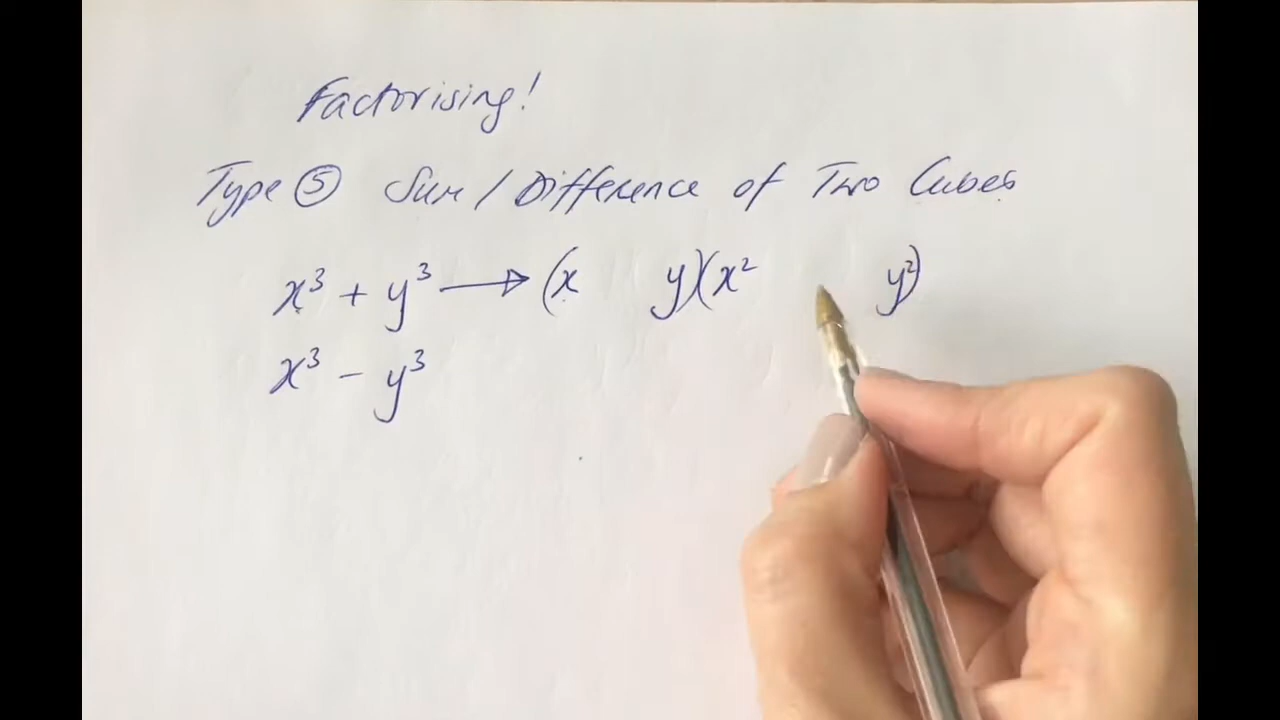 Factorising!
Type ⑤ Sum/Difference of Two Cubes
x³ + y³ → (x y)(x² y²)
x³ - y³